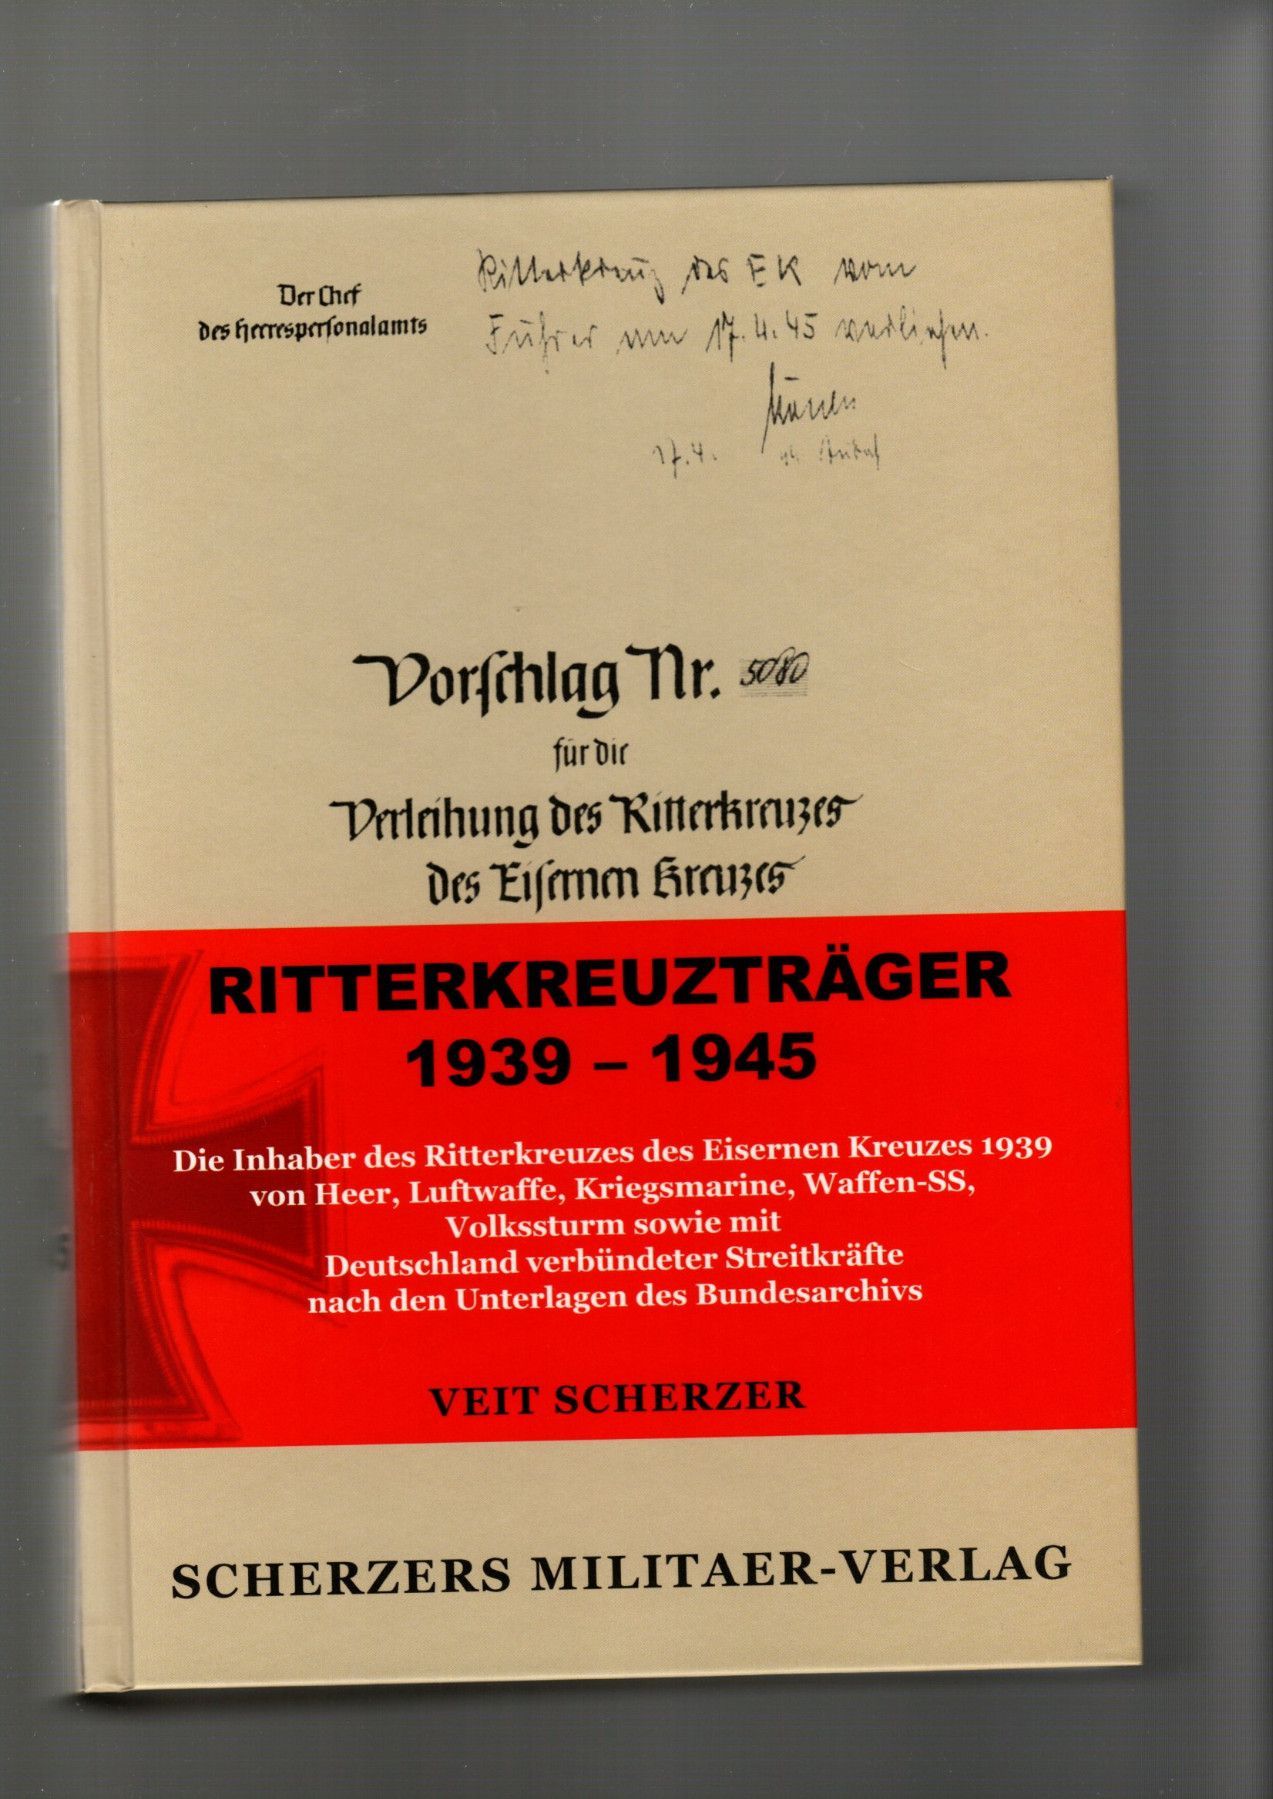 Der Chef
des Heerespersonalamts
Ritterkreuz des EK vom
Führer am 17.4.45 verliehen.
17.4.
Vorschlag Nr. 5080
für die
Verleihung des Ritterkreuzes
des Eisernen Kreuzes
RITTERKREUZTRÄGER
1939 – 1945
Die Inhaber des Ritterkreuzes des Eisernen Kreuzes 1939
von Heer, Luftwaffe, Kriegsmarine, Waffen-SS,
Volkssturm sowie mit
Deutschland verbündeter Streitkräfte
nach den Unterlagen des Bundesarchivs
VEIT SCHERZER
SCHERZERS MILITAER-VERLAG